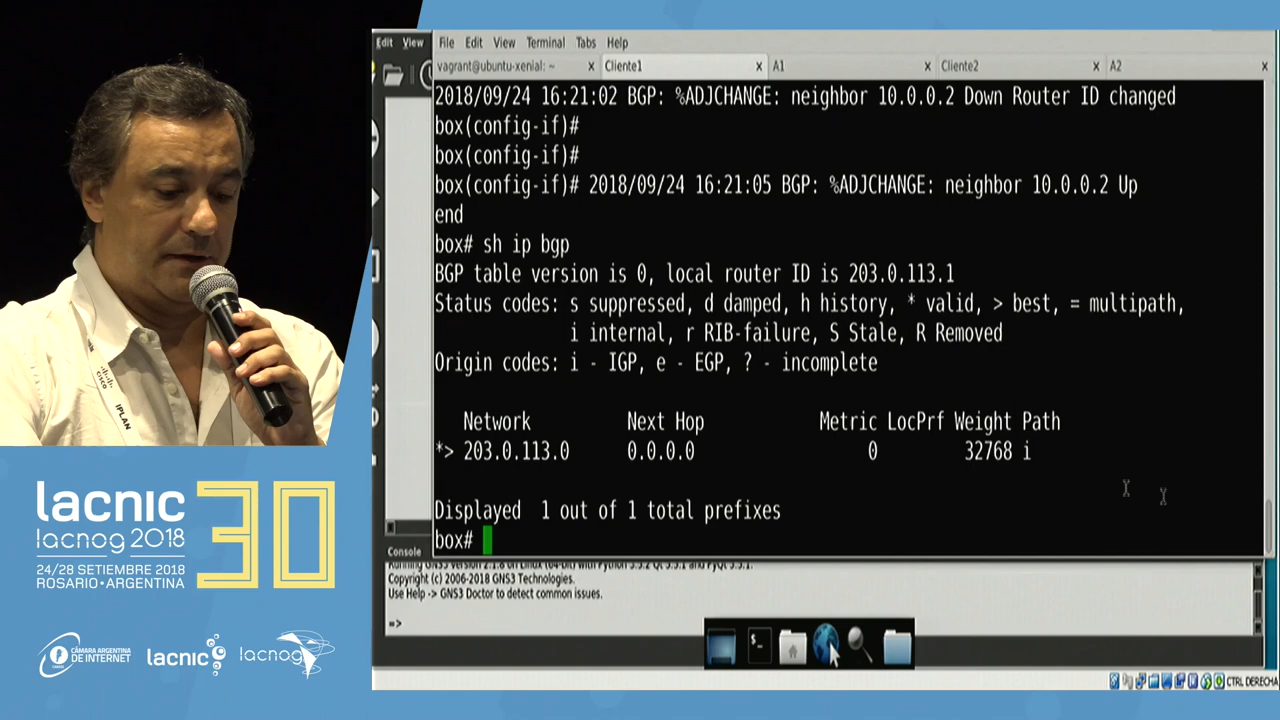 Edit View
File Edit View Terminal Tabs Help
vagrant@ubuntu-xenial: ~ × Cliente1 × A1 × Cliente2 × A2 ×
2018/09/24 16:21:02 BGP: %ADJCHANGE: neighbor 10.0.0.2 Down Router ID changed
box(config-if)#
box(config-if)#
box(config-if)# 2018/09/24 16:21:05 BGP: %ADJCHANGE: neighbor 10.0.0.2 Up
end
box# sh ip bgp
BGP table version is 0, local router ID is 203.0.113.1
Status codes: s suppressed, d damped, h history, * valid, > best, = multipath,
i internal, r RIB-failure, S Stale, R Removed
Origin codes: i - IGP, e - EGP, ? - incomplete
Network Next Hop Metric LocPrf Weight Path
*> 203.0.113.0 0.0.0.0 0 32768 i
Displayed 1 out of 1 total prefixes
box#
Console
Copyright (c) 2006-2018 GNS3 Technologies.
Use Help -> GNS3 Doctor to detect common issues.
=>
CTRL DERECHA
cisco
IPLAN
lacnic 30
lacnog 2018
24/28 SETIEMBRE 2018
ROSARIO • ARGENTINA
CÁMARA ARGENTINA
DE INTERNET
lacnic
lacnog